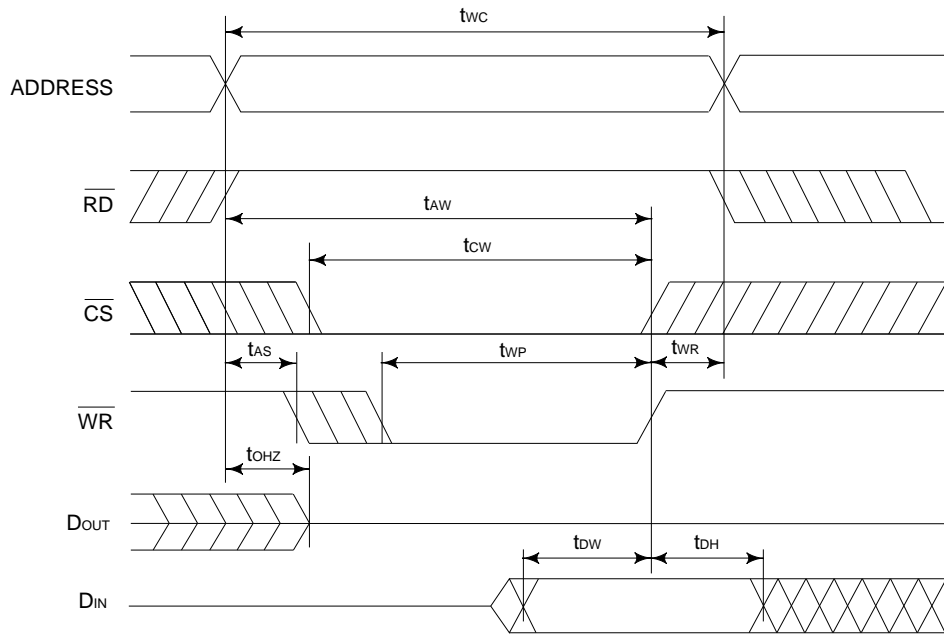 tWC
ADDRESS
RD
tAW
tCW
CS
tAS
tWP
tWR
WR
tOHZ
DOUT
tDW
tDH
DIN